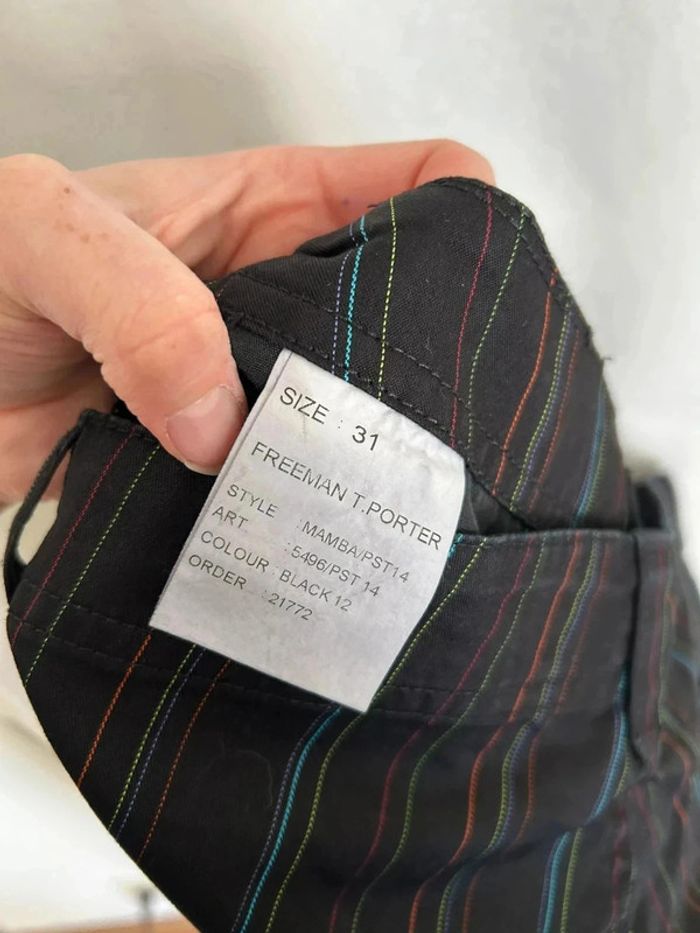 SIZE : 31
FREEMAN T.PORTER
STYLE : MAMBA/PST14
ART : 5496/PST 14
COLOUR : BLACK 12
ORDER : 21772